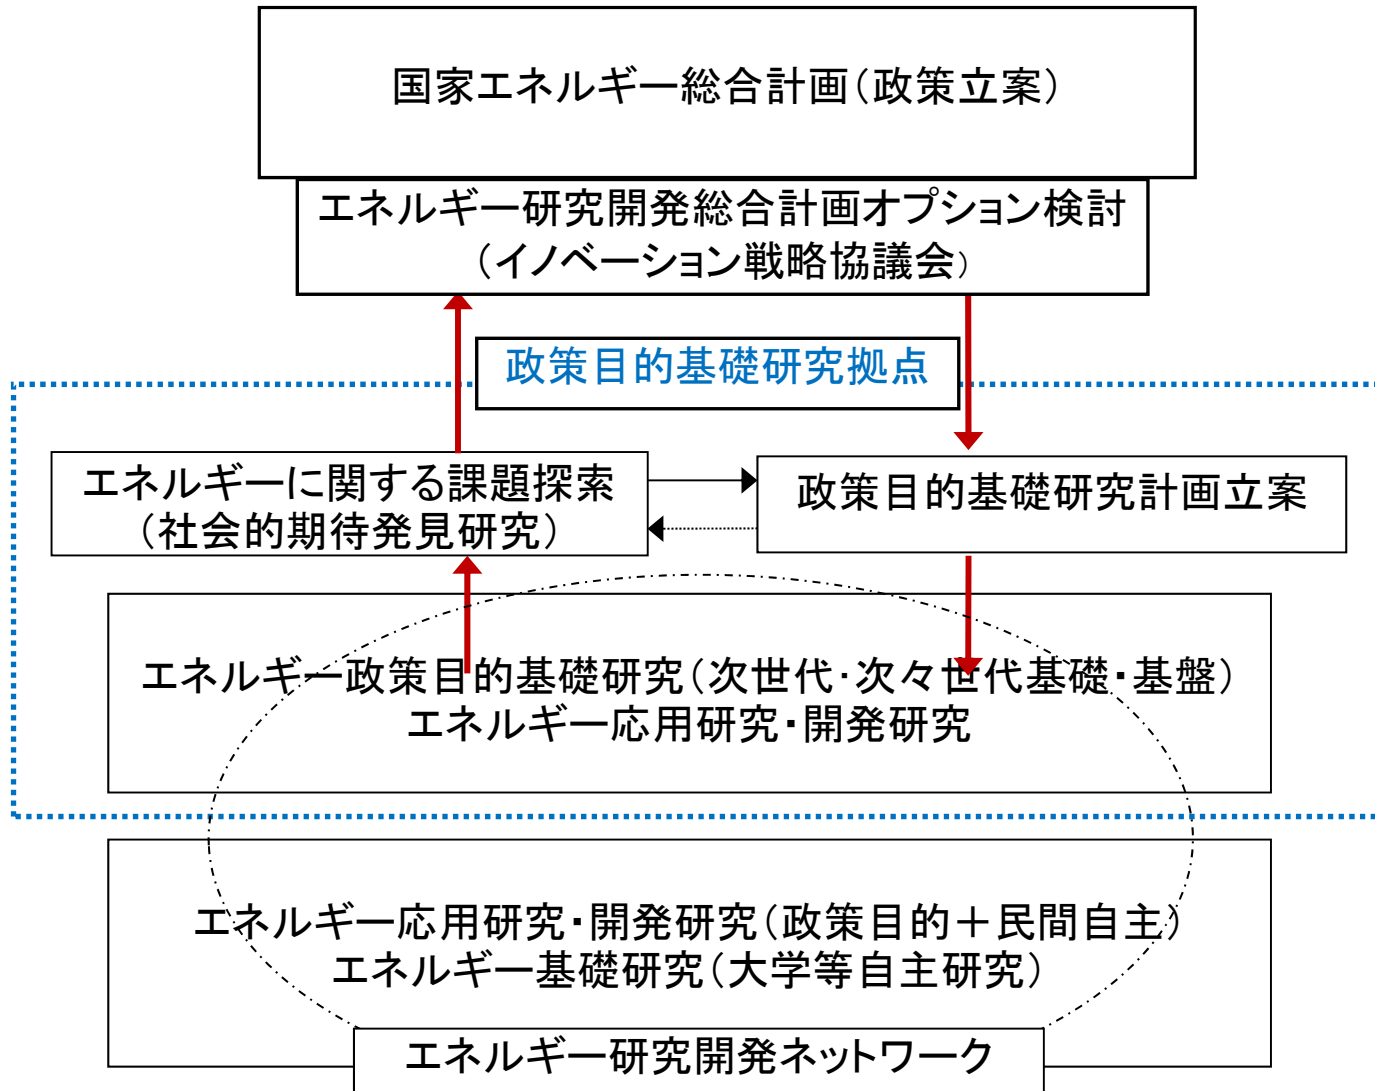 国家エネルギー総合計画(政策立案)
エネルギー研究開発総合計画オプション検討
(イノベーション戦略協議会)
政策目的基礎研究拠点
エネルギーに関する課題探索
(社会的期待発見研究)
政策目的基礎研究計画立案
エネルギー政策目的基礎研究(次世代・次々世代基礎・基盤)
エネルギー応用研究・開発研究
エネルギー応用研究・開発研究(政策目的+民間自主)
エネルギー基礎研究(大学等自主研究)
エネルギー研究開発ネットワーク